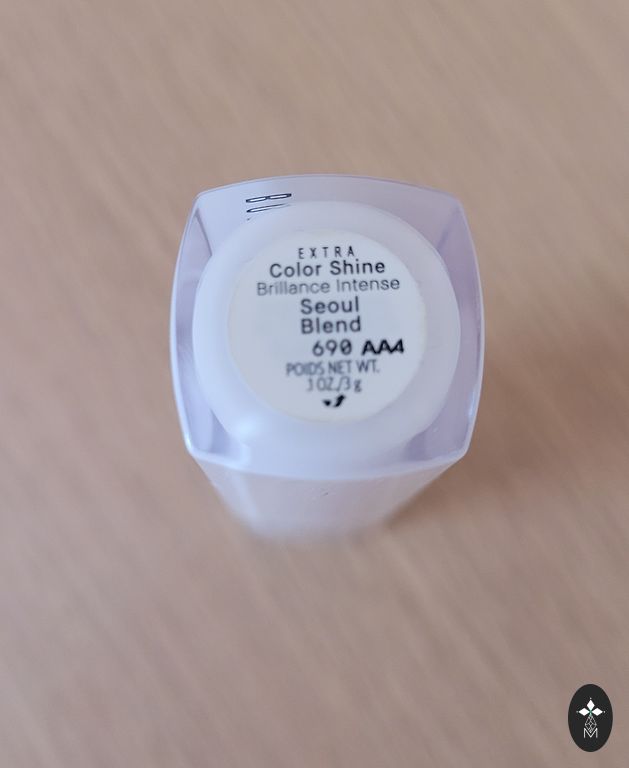 EXTRA
Color Shine
Brillance Intense
Seoul
Blend
690 AA4
POIDS NET WT.
.1 OZ./3 g
M